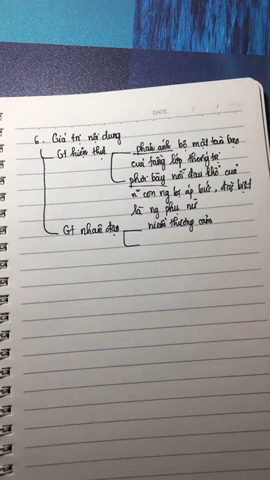 DATE
6. Giá trị nội dung
GT hiện thực
phản ánh bộ mặt tàn bạo
của tầng lớp thống trị
phơi bày nỗi đau khổ của
n~ con ng bị áp bức, đặc biệt
là ng phụ nữ
GT nhân đạo
niềm thương cảm